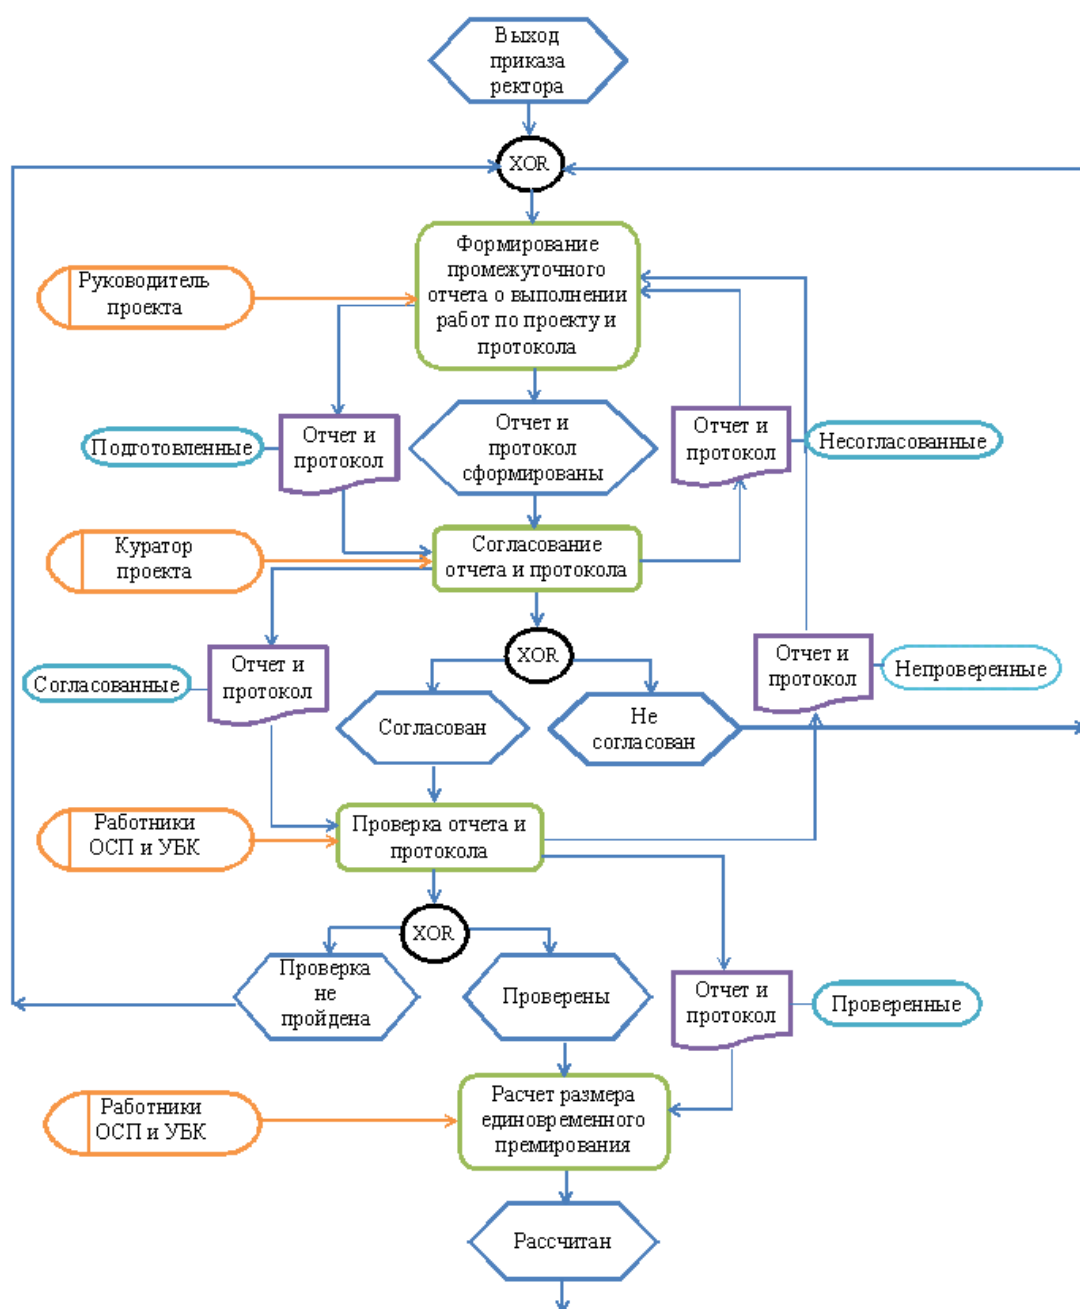 Выход
приказа
ректора
XOR
Формирование
промежуточного
отчета о выполнении
работ по проекту и
протокола
Руководитель
проекта
Подготовленные
Отчет и
протокол
Отчет и
протокол
сформированы
Отчет и
протокол
Несогласованные
Куратор
проекта
Согласование
отчета и протокола
XOR
Согласованные
Отчет и
протокол
Отчет и
протокол
Непроверенные
Согласован
Не
согласован
Работники
ОСП и УБК
Проверка отчета и
протокола
XOR
Проверка
не
пройдена
Проверены
Отчет и
протокол
Проверенные
Работники
ОСП и УБК
Расчет размера
единовременного
премирования
Рассчитан